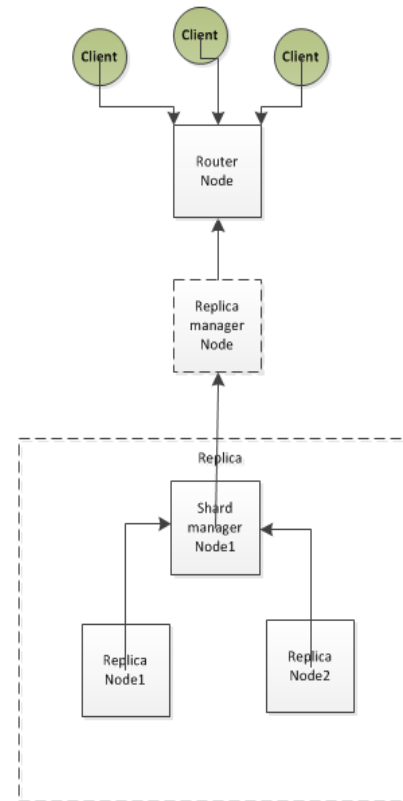 Client
Client
Client
Router
Node
Replica
manager
Node
Replica
Shard
manager
Node1
Replica
Node1
Replica
Node2